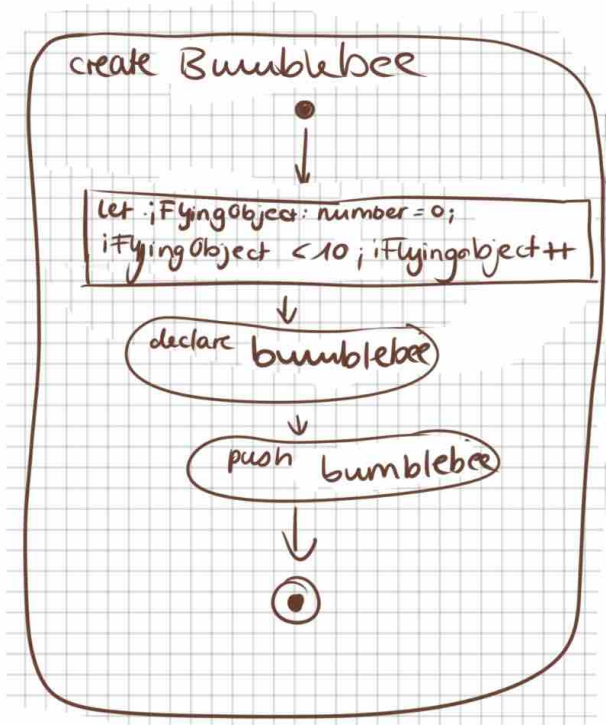 create Bumblebee
let iFlyingObject: number = 0;
iFlyingObject < 10 ; iFlyingobject ++
declare bumblebee
push bumblebee